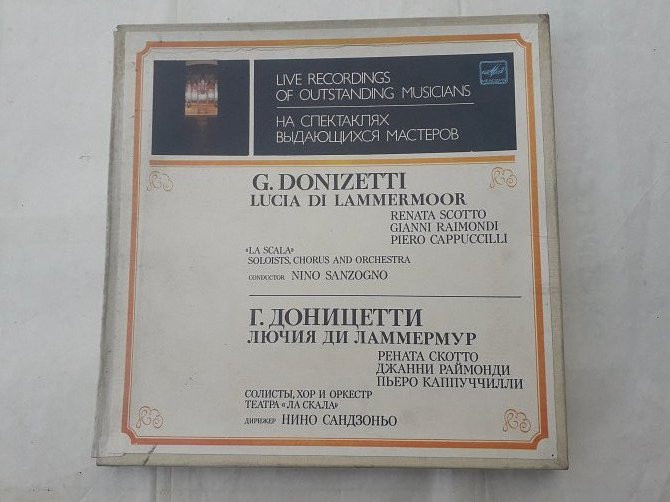 LIVE RECORDINGS
OF OUTSTANDING MUSICIANS
НА СПЕКТАКЛЯХ
ВЫДАЮЩИХСЯ МАСТЕРОВ
G. DONIZETTI
LUCIA DI LAMMERMOOR
RENATA SCOTTO
GIANNI RAIMONDI
PIERO CAPPUCCILLI
«LA SCALA»
SOLOISTS, CHORUS AND ORCHESTRA
CONDUCTOR NINO SANZOGNO
Г. ДОНИЦЕТТИ
ЛЮЧИЯ ДИ ЛАММЕРМУР
РЕНАТА СКОТТО
ДЖАННИ РАЙМОНДИ
ПЬЕРО КАППУЧЧИЛЛИ
СОЛИСТЫ, ХОР И ОРКЕСТР
ТЕАТРА «ЛА СКАЛА»
ДИРИЖЕР НИНО САНДЗОНЬО